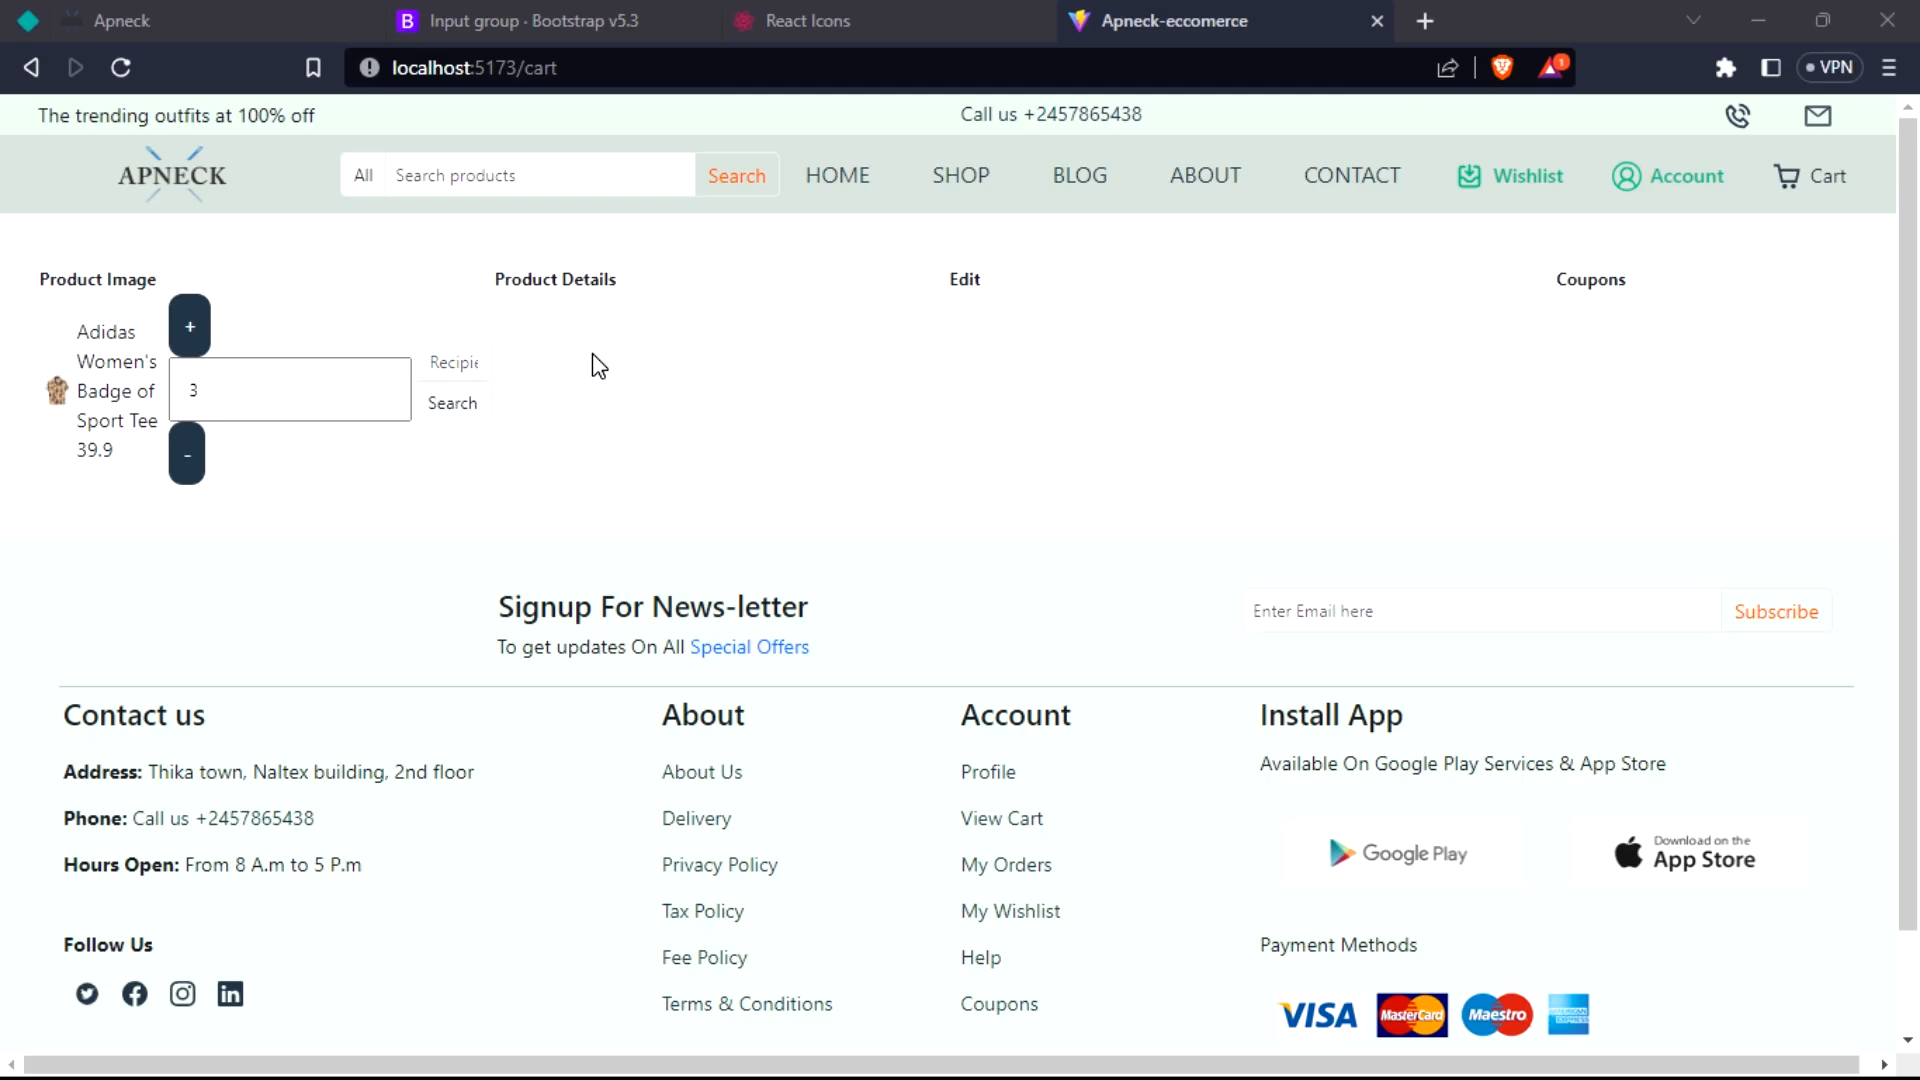 Apneck
Input group · Bootstrap v5.3
React Icons
Apneck-eccomerce
localhost:5173/cart
1
VPN
The trending outfits at 100% off
Call us +2457865438
APNECK
All
Search products
Search
HOME
SHOP
BLOG
ABOUT
CONTACT
Wishlist
Account
Cart
Product Image
Product Details
Edit
Coupons
Adidas
Women's
Badge of
Sport Tee
39.9
+
3
-
Recipie
Search
Signup For News-letter
To get updates On All Special Offers
Enter Email here
Subscribe
Contact us
Address: Thika town, Naltex building, 2nd floor
Phone: Call us +2457865438
Hours Open: From 8 A.m to 5 P.m
Follow Us
in
About
About Us
Delivery
Privacy Policy
Tax Policy
Fee Policy
Terms & Conditions
Account
Profile
View Cart
My Orders
My Wishlist
Help
Coupons
Install App
Available On Google Play Services & App Store
Google Play
Download on the
App Store
Payment Methods
VISA
MasterCard
Maestro
AMERICAN
EXPRESS